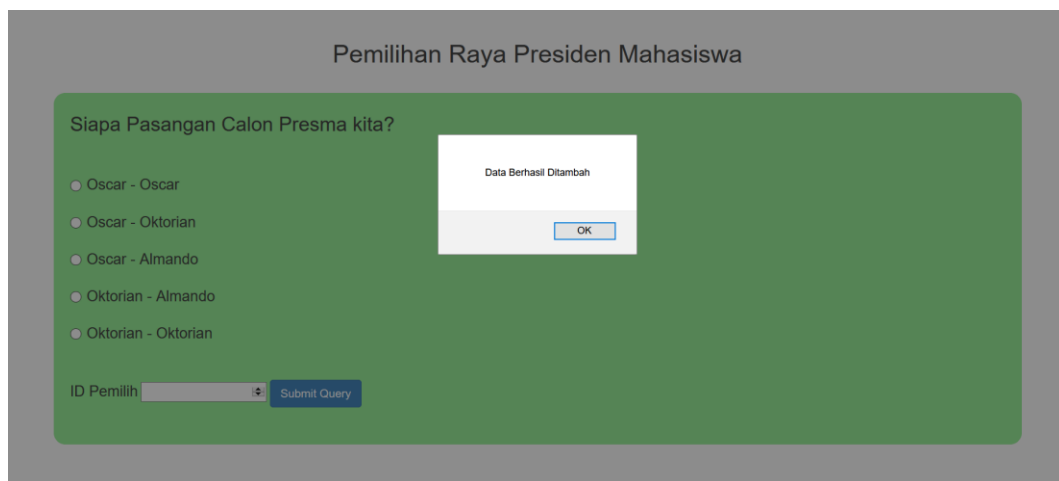 Pemilihan Raya Presiden Mahasiswa
Siapa Pasangan Calon Presma kita?
Data Berhasil Ditambah
OK
Oscar - Oscar
Oscar - Oktorian
Oscar - Almando
Oktorian - Almando
Oktorian - Oktorian
ID Pemilih Submit Query